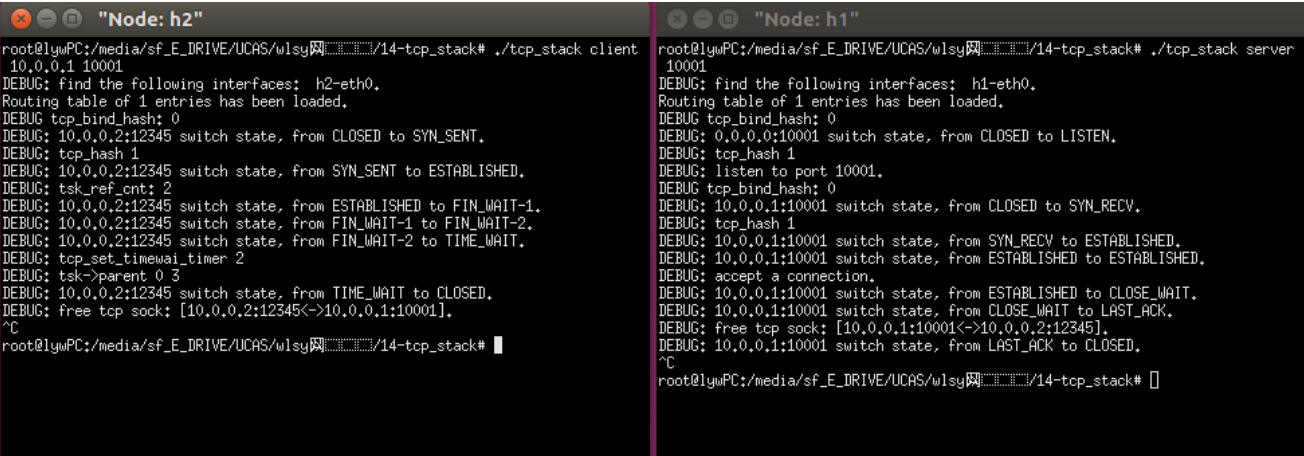 "Node: h2"
root@lywPC:/media/sf_E_DRIVE/UCAS/wlsy网/14-tcp_stack# ./tcp_stack client
10.0.0.1 10001
DEBUG: find the following interfaces: h2-eth0.
Routing table of 1 entries has been loaded.
DEBUG tcp_bind_hash: 0
DEBUG: 10.0.0.2:12345 switch state, from CLOSED to SYN_SENT.
DEBUG: tcp_hash 1
DEBUG: 10.0.0.2:12345 switch state, from SYN_SENT to ESTABLISHED.
DEBUG: tsk_ref_cnt: 2
DEBUG: 10.0.0.2:12345 switch state, from ESTABLISHED to FIN_WAIT-1.
DEBUG: 10.0.0.2:12345 switch state, from FIN_WAIT-1 to FIN_WAIT-2.
DEBUG: 10.0.0.2:12345 switch state, from FIN_WAIT-2 to TIME_WAIT.
DEBUG: tcp_set_timewai_timer 2
DEBUG: tsk->parent 0 3
DEBUG: 10.0.0.2:12345 switch state, from TIME_WAIT to CLOSED.
DEBUG: free tcp sock: [10.0.0.2:12345<->10.0.0.1:10001].
^C
root@lywPC:/media/sf_E_DRIVE/UCAS/wlsy网/14-tcp_stack#
"Node: h1"
root@lywPC:/media/sf_E_DRIVE/UCAS/wlsy网/14-tcp_stack# ./tcp_stack server
10001
DEBUG: find the following interfaces: h1-eth0.
Routing table of 1 entries has been loaded.
DEBUG tcp_bind_hash: 0
DEBUG: 0.0.0.0:10001 switch state, from CLOSED to LISTEN.
DEBUG: tcp_hash 1
DEBUG: listen to port 10001.
DEBUG tcp_bind_hash: 0
DEBUG: 10.0.0.1:10001 switch state, from CLOSED to SYN_RECV.
DEBUG: tcp_hash 1
DEBUG: 10.0.0.1:10001 switch state, from SYN_RECV to ESTABLISHED.
DEBUG: 10.0.0.1:10001 switch state, from ESTABLISHED to ESTABLISHED.
DEBUG: accept a connection.
DEBUG: 10.0.0.1:10001 switch state, from ESTABLISHED to CLOSE_WAIT.
DEBUG: 10.0.0.1:10001 switch state, from CLOSE_WAIT to LAST_ACK.
DEBUG: free tcp sock: [10.0.0.1:10001<->10.0.0.2:12345].
DEBUG: 10.0.0.1:10001 switch state, from LAST_ACK to CLOSED.
^C
root@lywPC:/media/sf_E_DRIVE/UCAS/wlsy网/14-tcp_stack#